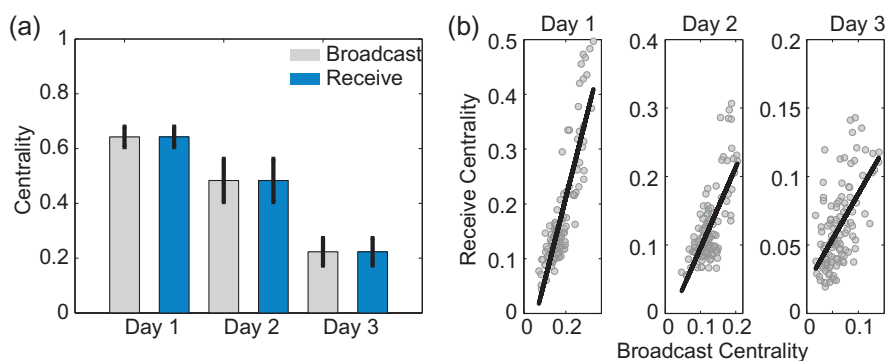 (a)
1
0.8
0.6
0.4
0.2
0
Centrality
Broadcast
Receive
Day 1 Day 2 Day 3
(b)
Day 1 Day 2 Day 3
Receive Centrality
0.5
0.4
0.3
0.2
0.1
0
0 0.2
0.4
0.3
0.2
0.1
0
0 0.1 0.2
0.2
0.15
0.1
0.05
0
0 0.1
Broadcast Centrality